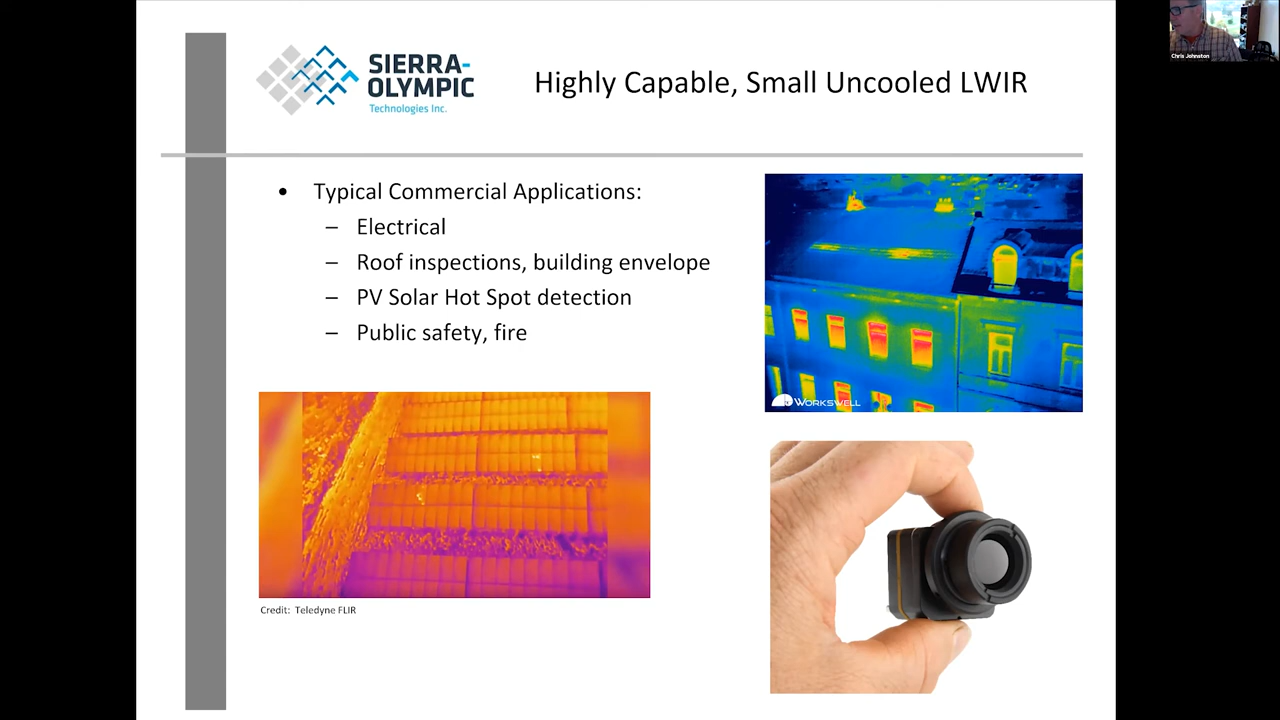 SIERRA-
OLYMPIC
Technologies Inc.
Highly Capable, Small Uncooled LWIR
• Typical Commercial Applications:
– Electrical
– Roof inspections, building envelope
– PV Solar Hot Spot detection
– Public safety, fire
WORKSWELL
Credit: Teledyne FLIR
Chris Johnston